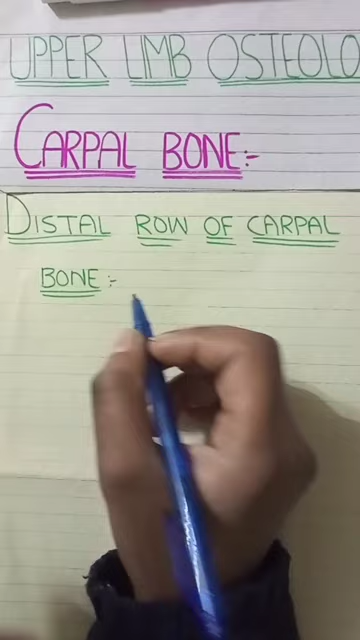 UPPER LIMB OSTEOLO
CARPAL BONE:-
DISTAL ROW OF CARPAL
BONE :-